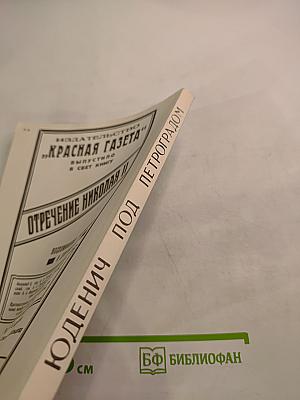 ИЗДАТЕЛЬСТВО
„КРАСНАЯ ГАЗЕТА"
ВЫПУСТИЛО
В СВЕТ КНИГУ
ОТРЕЧЕНИЕ НИКОЛАЯ II
ЮДЕНИЧ ПОД ПЕТРОГРАДОМ
см
БФ БИБЛИОФАН